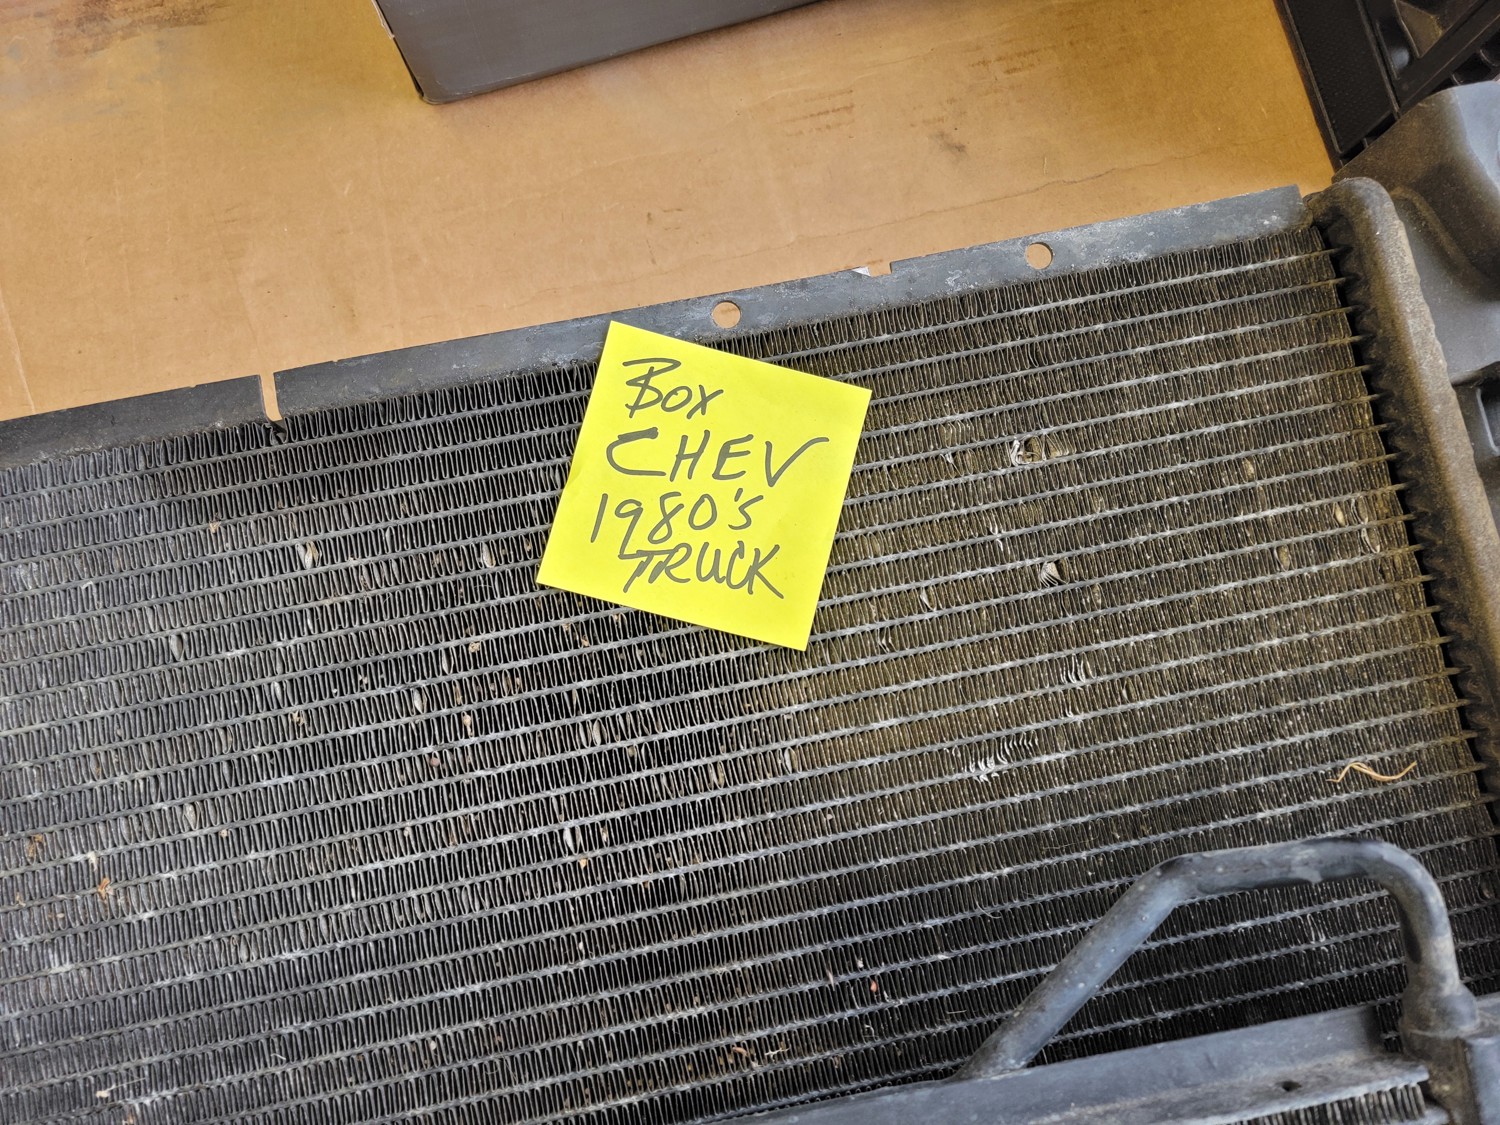 Box
CHEV
1980's
TRUCK